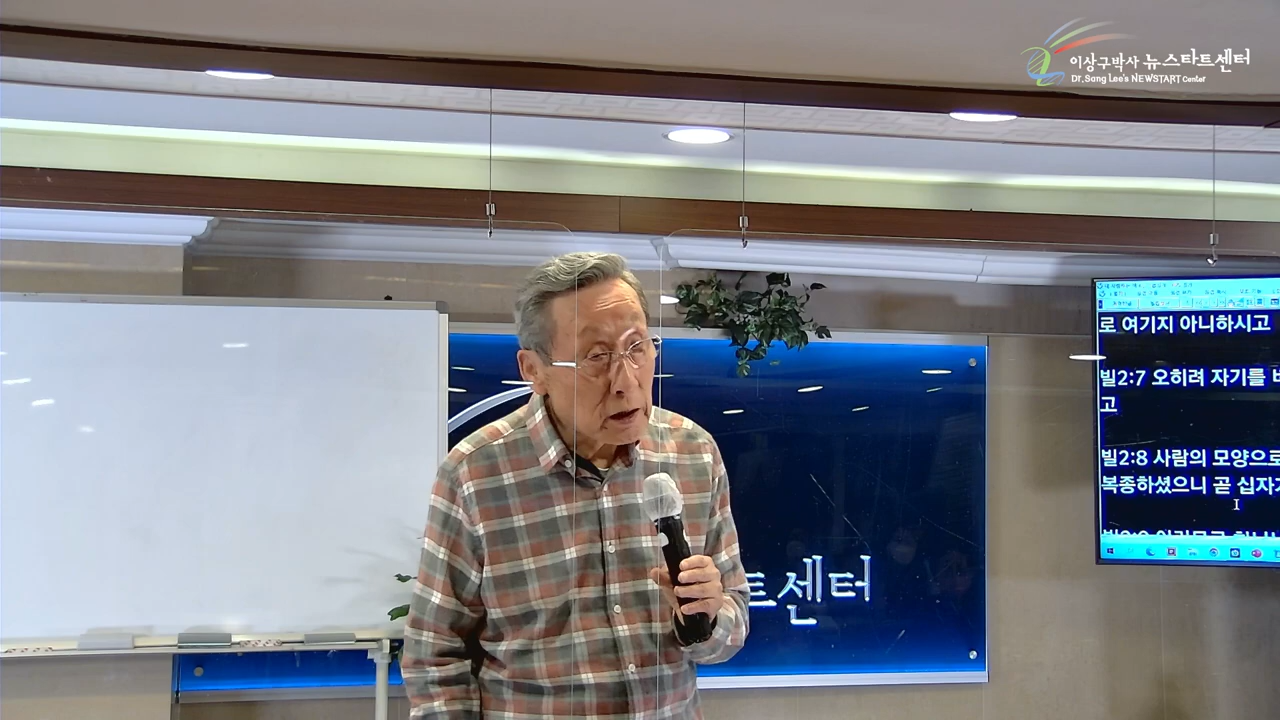 이상구박사 뉴스타트센터
Dr. Sang Lee's NEWSTART Center
로 여기지 아니하시고
빌2:7 오히려 자기를
고
빌2:8 사람의 모양으로
복종하셨으니 곧 십자가
트센터